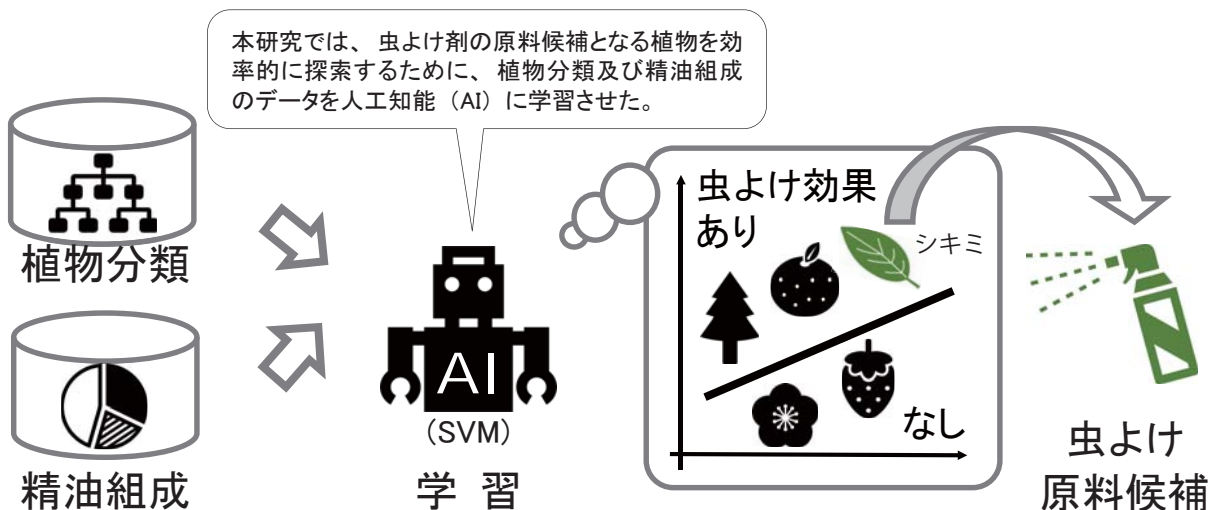 本研究では、虫よけ剤の原料候補となる植物を効
率的に探索するために、植物分類及び精油組成
のデータを人工知能（AI）に学習させた。
植物分類
精油組成
AI
(SVM)
学 習
虫よけ効果
あり
シキミ
なし
虫よけ
原料候補